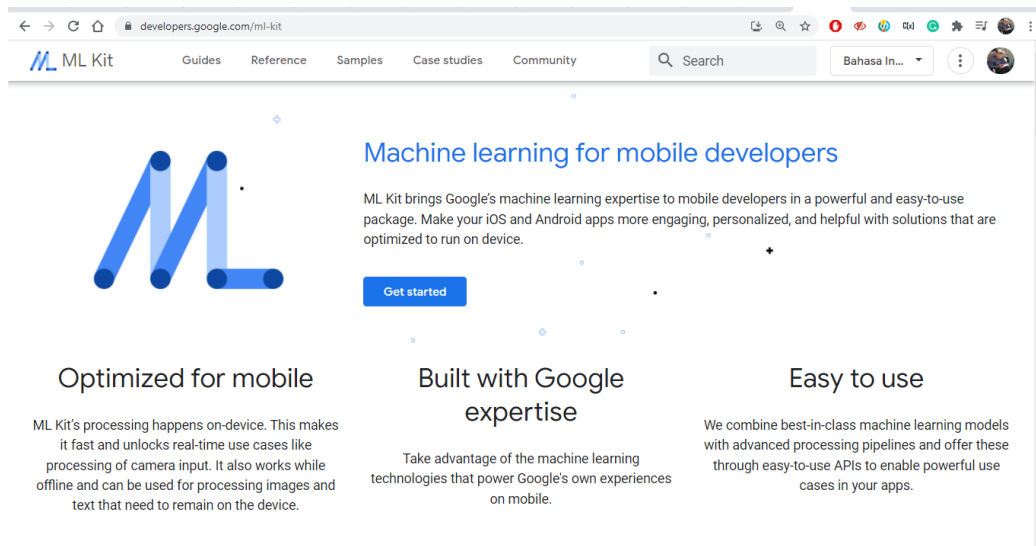 developers.google.com/ml-kit
ML Kit
Guides
Reference
Samples
Case studies
Community
Search
Bahasa In...
Machine learning for mobile developers
ML Kit brings Google's machine learning expertise to mobile developers in a powerful and easy-to-use
package. Make your iOS and Android apps more engaging, personalized, and helpful with solutions that are
optimized to run on device.
Get started
Optimized for mobile
ML Kit's processing happens on-device. This makes
it fast and unlocks real-time use cases like
processing of camera input. It also works while
offline and can be used for processing images and
text that need to remain on the device.
Built with Google
expertise
Take advantage of the machine learning
technologies that power Google's own experiences
on mobile.
Easy to use
We combine best-in-class machine learning models
with advanced processing pipelines and offer these
through easy-to-use APIs to enable powerful use
cases in your apps.